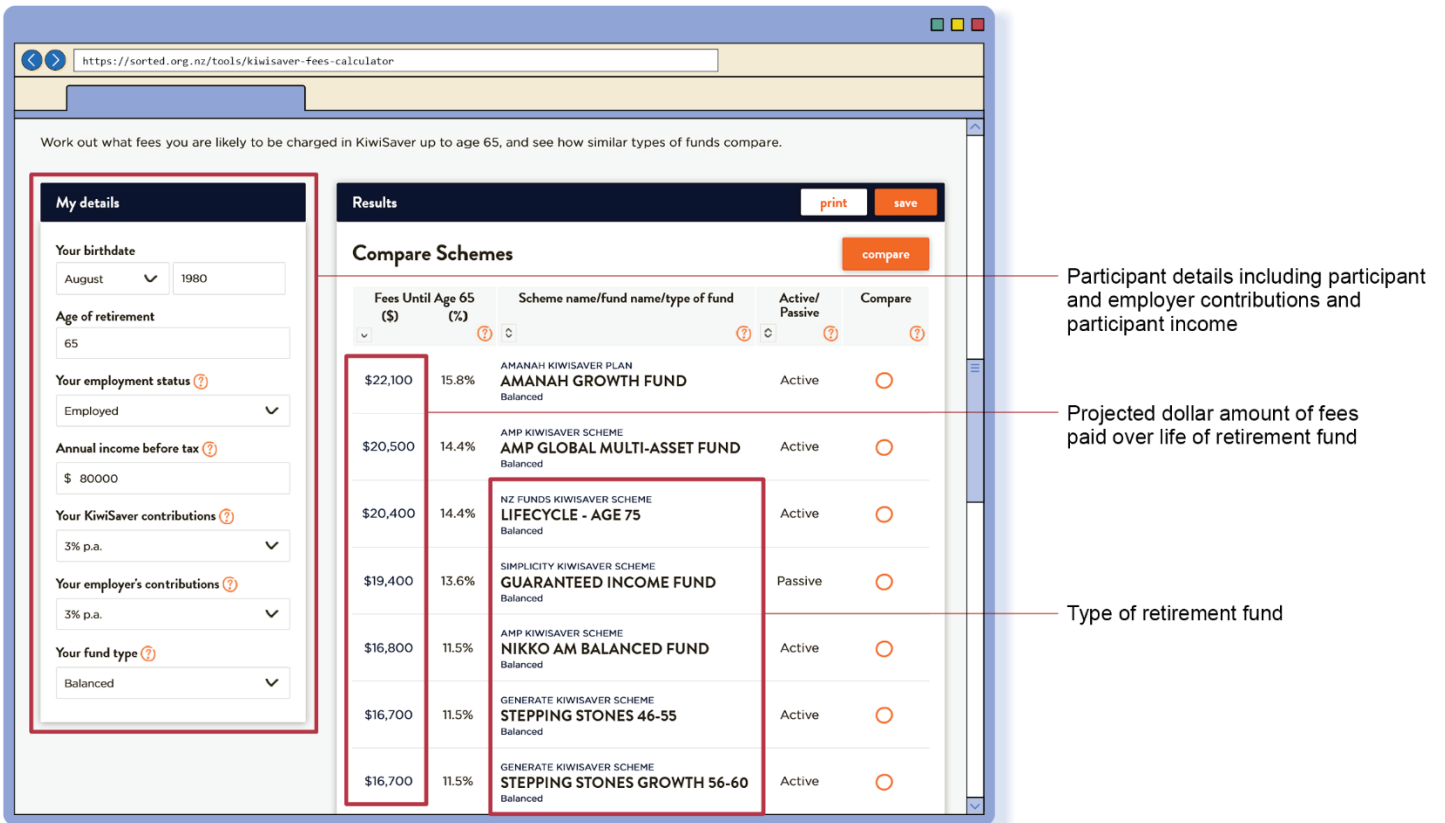 https://sorted.org.nz/tools/kiwisaver-fees-calculator
Work out what fees you are likely to be charged in KiwiSaver up to age 65, and see how similar types of funds compare.
My details
Your birthdate
August 1980
Age of retirement
65
Your employment status ?
Employed
Annual income before tax ?
$ 80000
Your KiwiSaver contributions ?
3% p.a.
Your employer's contributions ?
3% p.a.
Your fund type ?
Balanced
Results print save
Compare Schemes compare
Fees Until Age 65 Scheme name/fund name/type of fund Active/ Compare
($) (%) Passive
? ? ? ?
AMANAH KIWISAVER PLAN
$22,100 15.8% AMANAH GROWTH FUND Active
Balanced
AMP KIWISAVER SCHEME
$20,500 14.4% AMP GLOBAL MULTI-ASSET FUND Active
Balanced
NZ FUNDS KIWISAVER SCHEME
$20,400 14.4% LIFECYCLE - AGE 75 Active
Balanced
SIMPLICITY KIWISAVER SCHEME
$19,400 13.6% GUARANTEED INCOME FUND Passive
Balanced
AMP KIWISAVER SCHEME
$16,800 11.5% NIKKO AM BALANCED FUND Active
Balanced
GENERATE KIWISAVER SCHEME
$16,700 11.5% STEPPING STONES 46-55 Active
Balanced
GENERATE KIWISAVER SCHEME
$16,700 11.5% STEPPING STONES GROWTH 56-60 Active
Balanced
Participant details including participant
and employer contributions and
participant income
Projected dollar amount of fees
paid over life of retirement fund
Type of retirement fund